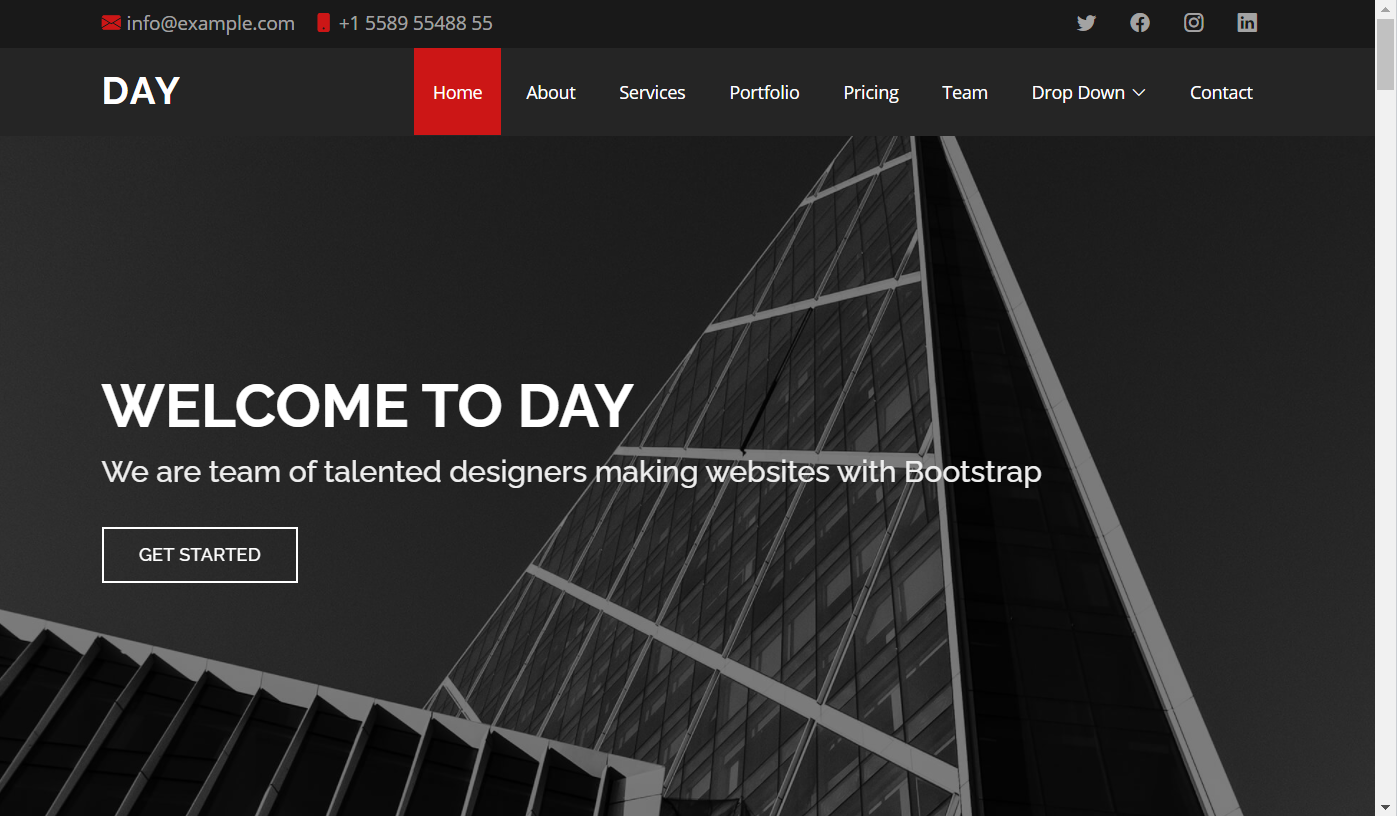 info@example.com +1 5589 55488 55
DAY Home About Services Portfolio Pricing Team Drop Down Contact
WELCOME TO DAY
We are team of talented designers making websites with Bootstrap
GET STARTED